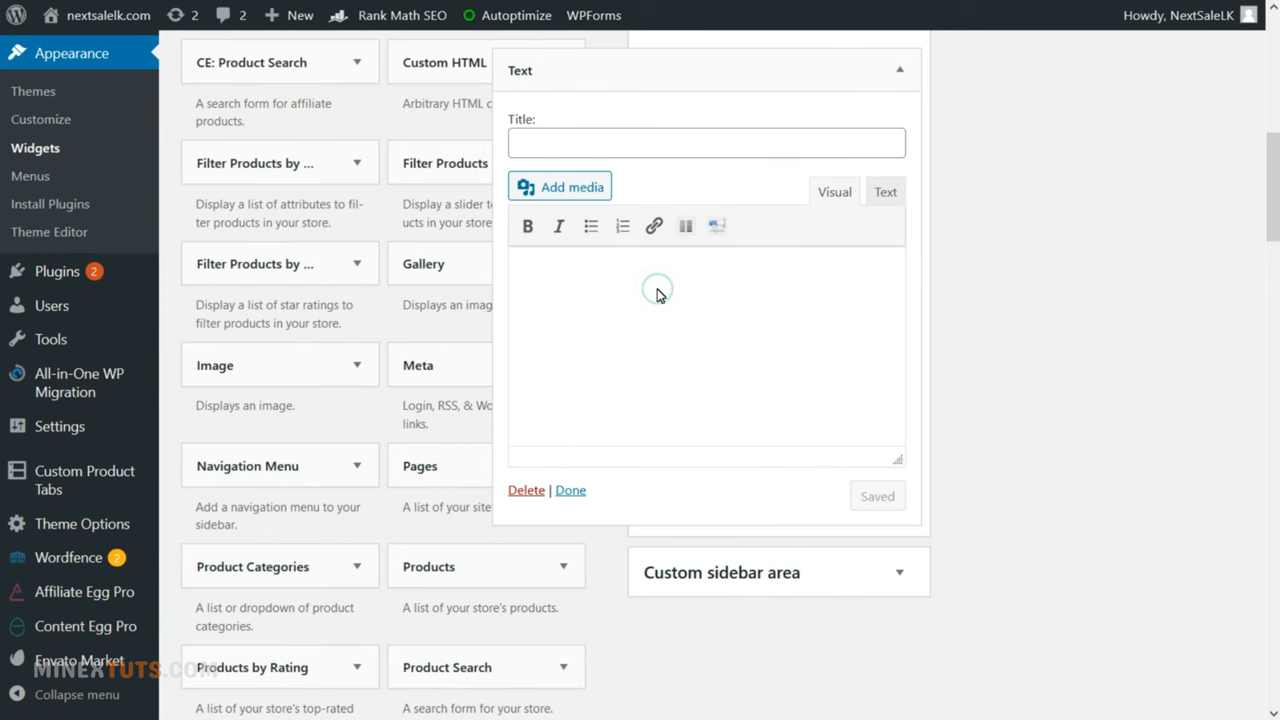 nextsalelk.com 2 2 New Rank Math SEO Autoptimize WPForms Howdy, NextSaleLK
Appearance
Themes
Customize
Widgets
Menus
Install Plugins
Theme Editor
Plugins 2
Users
Tools
All-in-One WP
Migration
Settings
Custom Product
Tabs
Theme Options
Wordfence 2
Affiliate Egg Pro
Content Egg Pro
Envato Market
MINEXTUTS.COM
Collapse menu
CE: Product Search
A search form for affiliate
products.
Filter Products by ...
Display a list of attributes to fil-
ter products in your store.
Filter Products by ...
Display a list of star ratings to
filter products in your store.
Image
Displays an image.
Navigation Menu
Add a navigation menu to your
sidebar.
Product Categories
A list or dropdown of product
categories.
Products by Rating
A list of your store's top-rated
Custom HTML
Arbitrary HTML c
Filter Products
Display a slider t
ucts in your store
Gallery
Displays an imag
Meta
Login, RSS, & Wo
links.
Pages
A list of your site
Products
A list of your store's products.
Product Search
A search form for your store.
Text
Title:
Add media
Visual Text
B I
Delete | Done
Saved
Custom sidebar area